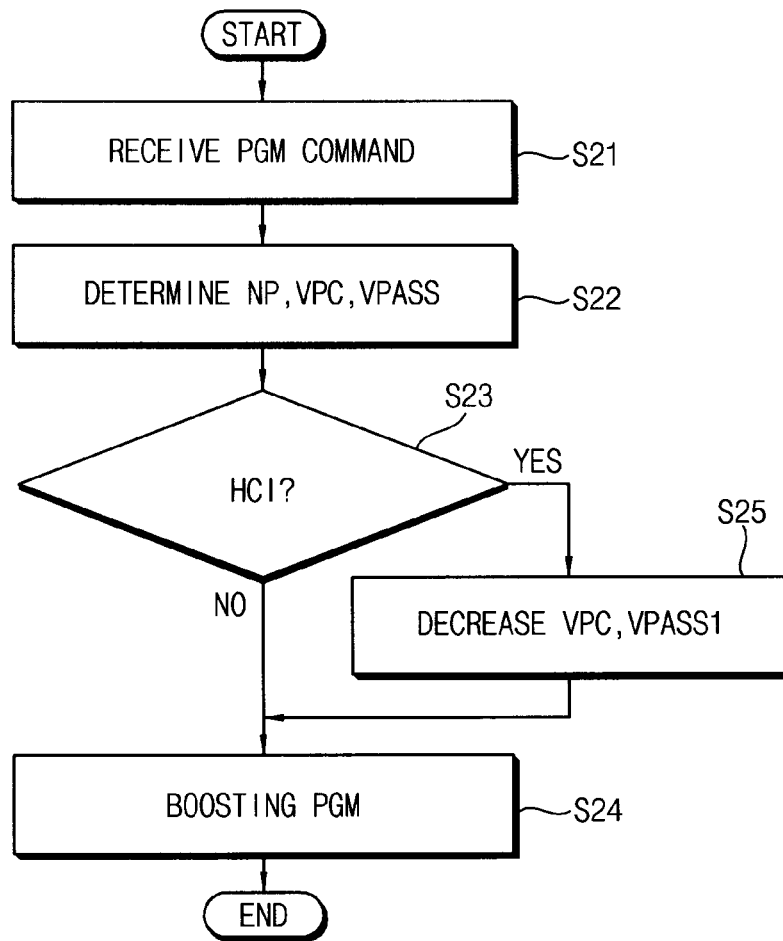 START
RECEIVE PGM COMMAND
S21
DETERMINE NP,VPC,VPASS
S22
S23
HCI?
YES
NO
S25
DECREASE VPC,VPASS1
BOOSTING PGM
S24
END